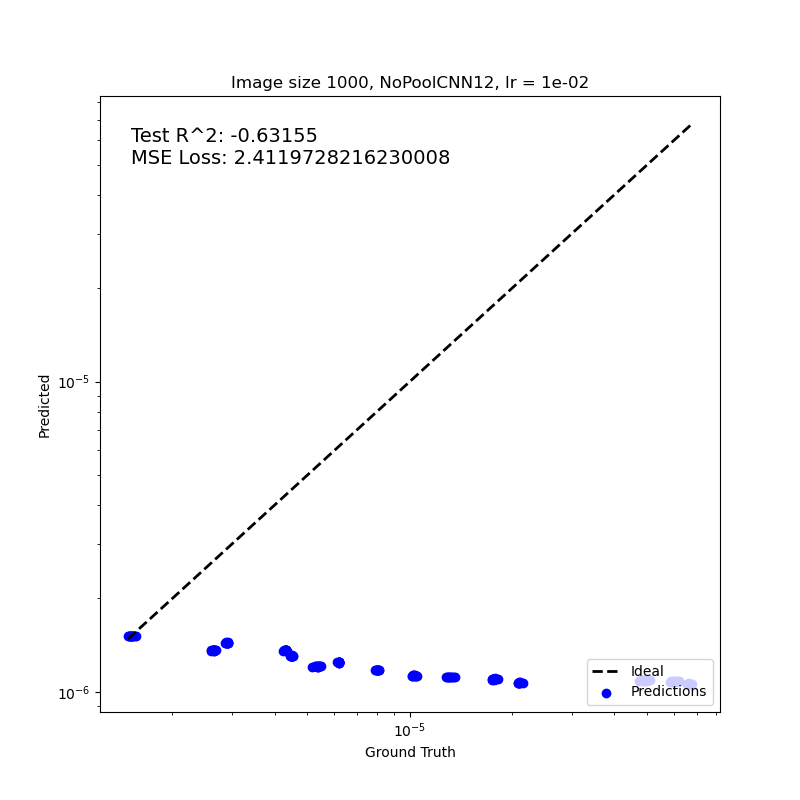 Image size 1000, NoPoolCNN12, lr = 1e-02
Test R^2: -0.63155
MSE Loss: 2.4119728216230008
Predicted
10⁻⁵
10⁻⁶
Ideal
Predictions
10⁻⁵
Ground Truth